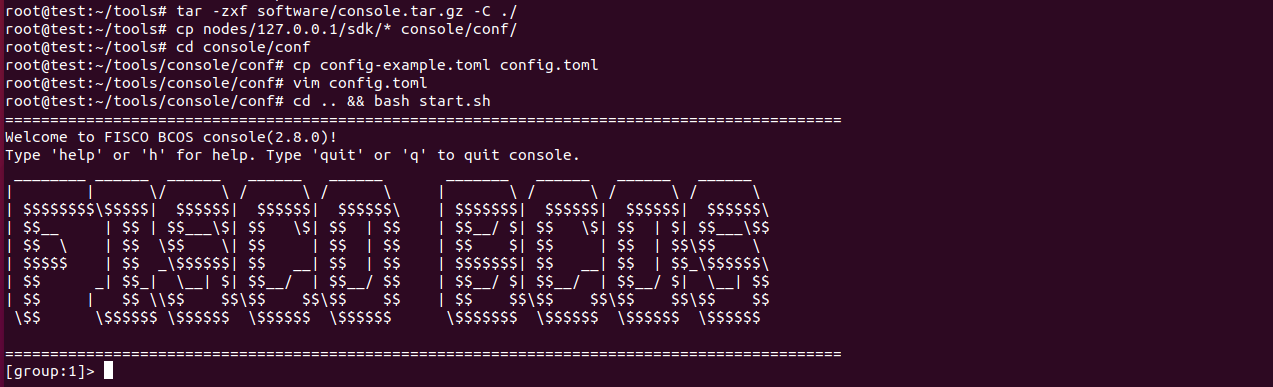 root@test:~/tools# tar -zxf software/console.tar.gz -C ./
root@test:~/tools# cp nodes/127.0.0.1/sdk/* console/conf/
root@test:~/tools# cd console/conf
root@test:~/tools/console/conf# cp config-example.toml config.toml
root@test:~/tools/console/conf# vim config.toml
root@test:~/tools/console/conf# cd .. && bash start.sh
=============================================================================================
Welcome to FISCO BCOS console(2.8.0)!
Type 'help' or 'h' for help. Type 'quit' or 'q' to quit console.
 ________ ______  ______   ______   ______       _______   ______   ______   ______
|        |      \/      \ /      \ /      \     |       \ /      \ /      \ /      \
| $$$$$$$$\$$$$$|  $$$$$$|  $$$$$$|  $$$$$$\    | $$$$$$$|  $$$$$$|  $$$$$$|  $$$$$$\
| $$__     | $$ | $$___\$| $$   \$| $$  | $$    | $$__/ $| $$   \$| $$  | $| $$___\$$
| $$  \    | $$  \$$    \| $$     | $$  | $$    | $$    $| $$     | $$  | $$\$$    \
| $$$$$    | $$  _\$$$$$$| $$   __| $$  | $$    | $$$$$$$| $$   __| $$  | $$_\$$$$$$\
| $$      _| $$_|  \__| $| $$__/  | $$__/ $$    | $$__/ $| $$__/  | $$__/ $|  \__| $$
| $$     |   $$ \\$$    $$\$$    $$\$$    $$    | $$    $$\$$    $$\$$    $$\$$    $$
 \$$      \$$$$$$ \$$$$$$  \$$$$$$  \$$$$$$      \$$$$$$$  \$$$$$$  \$$$$$$  \$$$$$$
=============================================================================================
[group:1]>